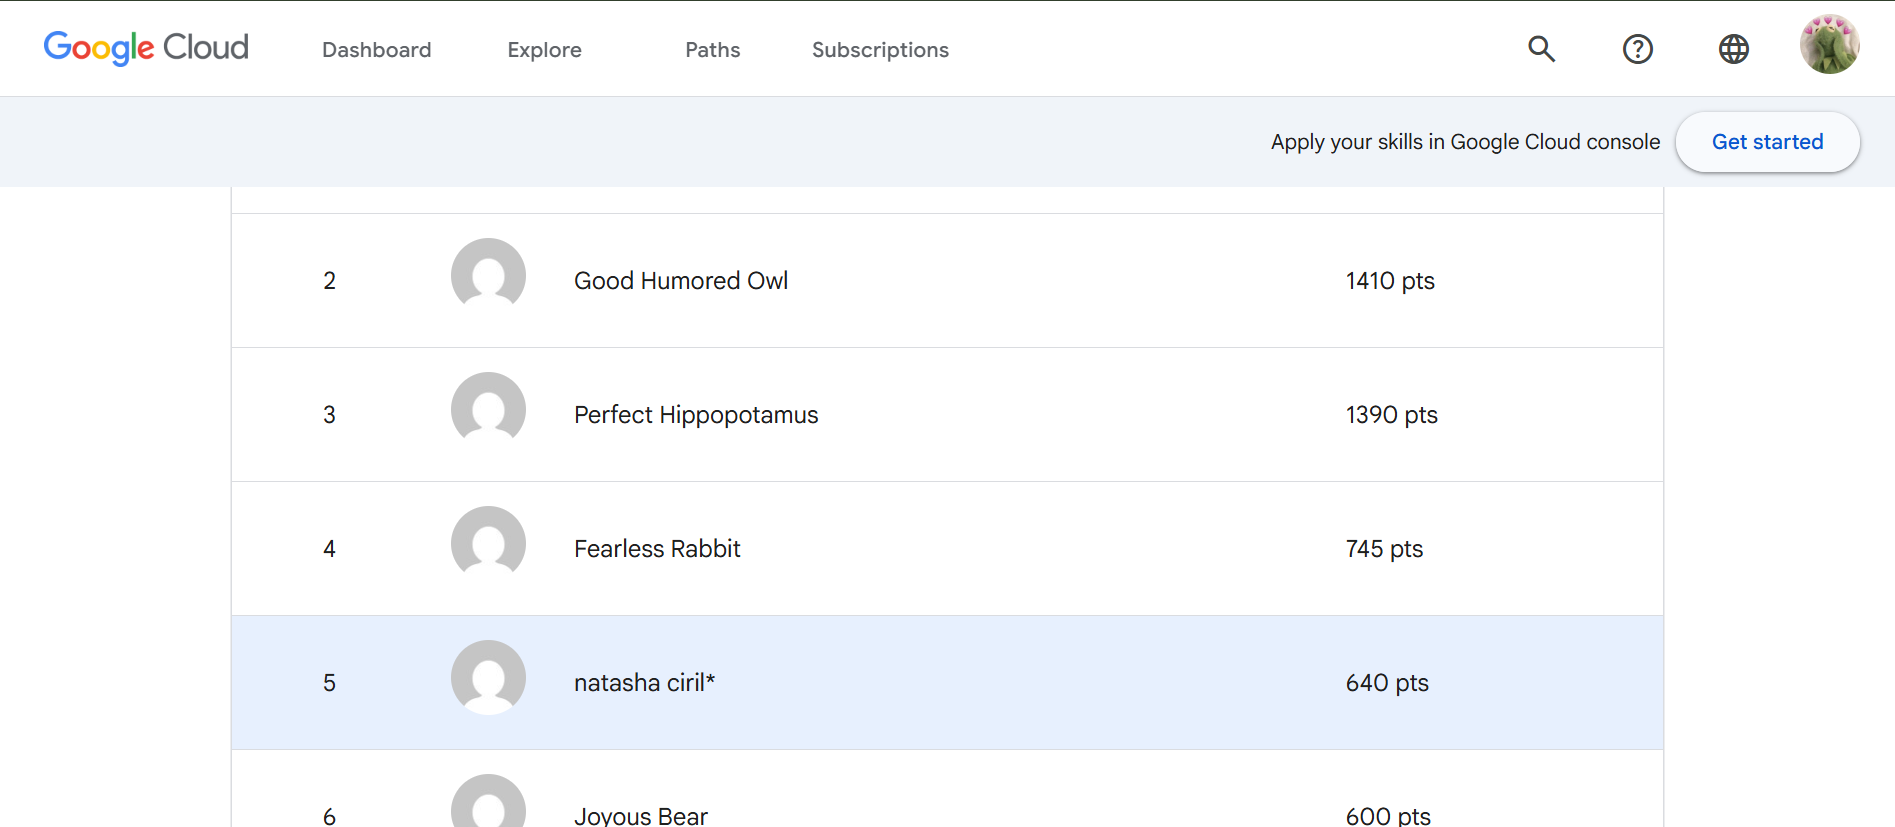 Google Cloud Dashboard Explore Paths Subscriptions
Apply your skills in Google Cloud console Get started
2 Good Humored Owl 1410 pts
3 Perfect Hippopotamus 1390 pts
4 Fearless Rabbit 745 pts
5 natasha ciril* 640 pts
6 Joyous Bear 600 pts